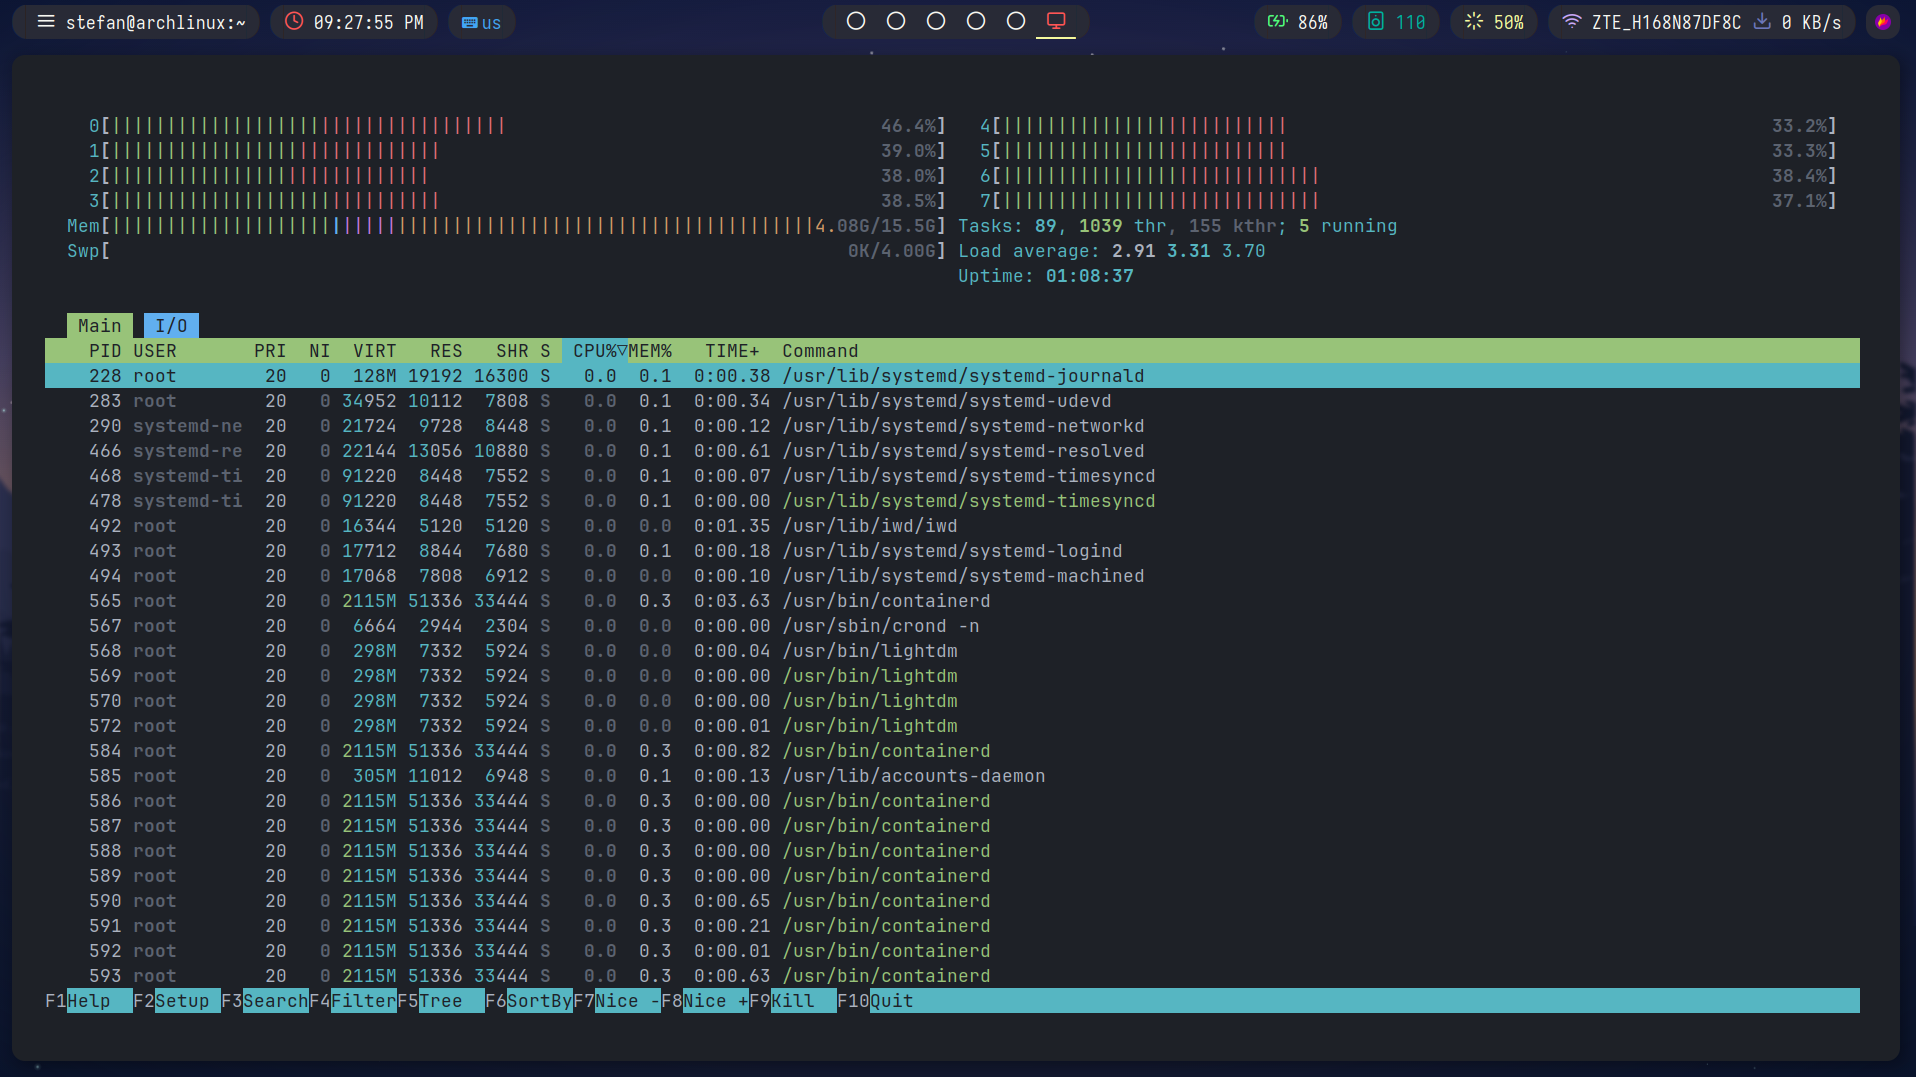 stefan@archlinux:~ 09:27:55 PM us 86% 110 50% ZTE_H168N87DF8C 0 KB/s
0[ 46.4%] 4[ 33.2%]
1[ 39.0%] 5[ 33.3%]
2[ 38.0%] 6[ 38.4%]
3[ 38.5%] 7[ 37.1%]
Mem[ 4.08G/15.5G] Tasks: 89, 1039 thr, 155 kthr; 5 running
Swp[ 0K/4.00G] Load average: 2.91 3.31 3.70
Uptime: 01:08:37
Main I/O
PID USER PRI NI VIRT RES SHR S CPU%▽MEM% TIME+ Command
228 root 20 0 128M 19192 16300 S 0.0 0.1 0:00.38 /usr/lib/systemd/systemd-journald
283 root 20 0 34952 10112 7808 S 0.0 0.1 0:00.34 /usr/lib/systemd/systemd-udevd
290 systemd-ne 20 0 21724 9728 8448 S 0.0 0.1 0:00.12 /usr/lib/systemd/systemd-networkd
466 systemd-re 20 0 22144 13056 10880 S 0.0 0.1 0:00.61 /usr/lib/systemd/systemd-resolved
468 systemd-ti 20 0 91220 8448 7552 S 0.0 0.1 0:00.07 /usr/lib/systemd/systemd-timesyncd
478 systemd-ti 20 0 91220 8448 7552 S 0.0 0.1 0:00.00 /usr/lib/systemd/systemd-timesyncd
492 root 20 0 16344 5120 5120 S 0.0 0.0 0:01.35 /usr/lib/iwd/iwd
493 root 20 0 17712 8844 7680 S 0.0 0.1 0:00.18 /usr/lib/systemd/systemd-logind
494 root 20 0 17068 7808 6912 S 0.0 0.0 0:00.10 /usr/lib/systemd/systemd-machined
565 root 20 0 2115M 51336 33444 S 0.0 0.3 0:03.63 /usr/bin/containerd
567 root 20 0 6664 2944 2304 S 0.0 0.0 0:00.00 /usr/sbin/crond -n
568 root 20 0 298M 7332 5924 S 0.0 0.0 0:00.04 /usr/bin/lightdm
569 root 20 0 298M 7332 5924 S 0.0 0.0 0:00.00 /usr/bin/lightdm
570 root 20 0 298M 7332 5924 S 0.0 0.0 0:00.00 /usr/bin/lightdm
572 root 20 0 298M 7332 5924 S 0.0 0.0 0:00.01 /usr/bin/lightdm
584 root 20 0 2115M 51336 33444 S 0.0 0.3 0:00.82 /usr/bin/containerd
585 root 20 0 305M 11012 6948 S 0.0 0.1 0:00.13 /usr/lib/accounts-daemon
586 root 20 0 2115M 51336 33444 S 0.0 0.3 0:00.00 /usr/bin/containerd
587 root 20 0 2115M 51336 33444 S 0.0 0.3 0:00.00 /usr/bin/containerd
588 root 20 0 2115M 51336 33444 S 0.0 0.3 0:00.00 /usr/bin/containerd
589 root 20 0 2115M 51336 33444 S 0.0 0.3 0:00.00 /usr/bin/containerd
590 root 20 0 2115M 51336 33444 S 0.0 0.3 0:00.65 /usr/bin/containerd
591 root 20 0 2115M 51336 33444 S 0.0 0.3 0:00.21 /usr/bin/containerd
592 root 20 0 2115M 51336 33444 S 0.0 0.3 0:00.01 /usr/bin/containerd
593 root 20 0 2115M 51336 33444 S 0.0 0.3 0:00.63 /usr/bin/containerd
F1Help F2Setup F3SearchF4FilterF5Tree F6SortByF7Nice -F8Nice +F9Kill F10Quit